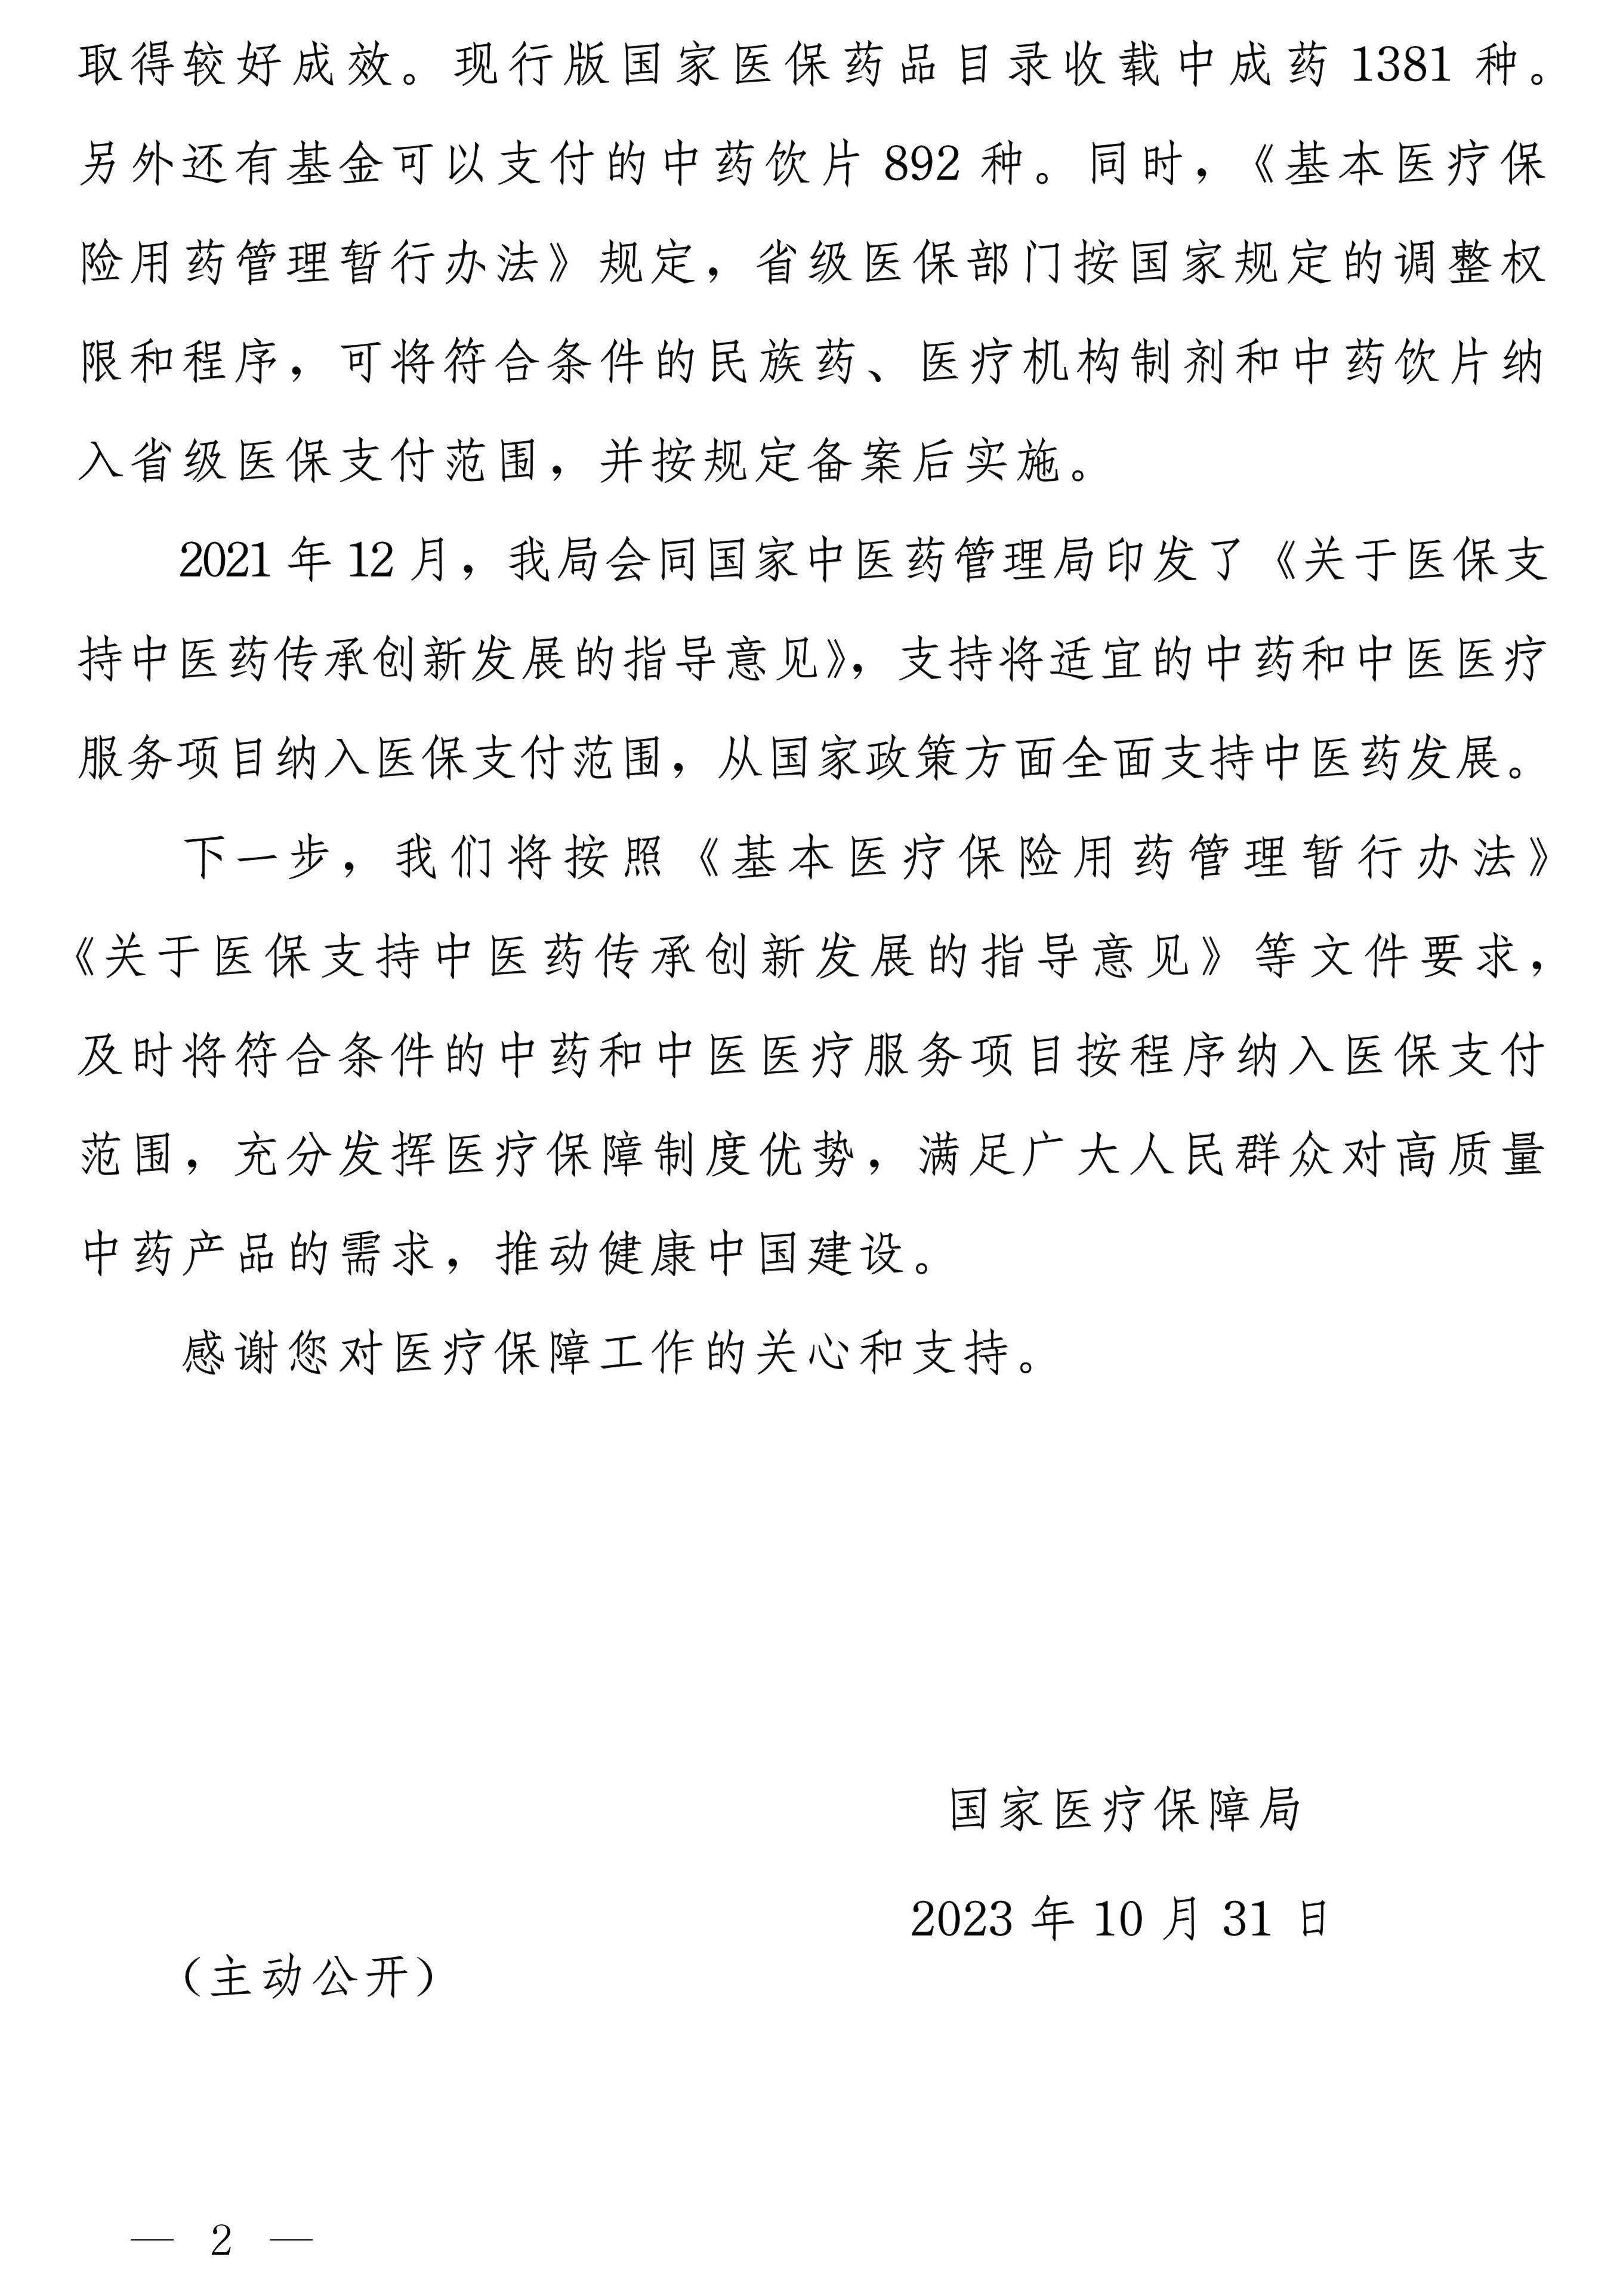 取得较好成效。现行版国家医保药品目录收载中成药 1381 种。
另外还有基金可以支付的中药饮片 892 种。同时，《基本医疗保
险用药管理暂行办法》规定，省级医保部门按国家规定的调整权
限和程序，可将符合条件的民族药、医疗机构制剂和中药饮片纳
入省级医保支付范围，并按规定备案后实施。
2021 年 12 月，我局会同国家中医药管理局印发了《关于医保支
持中医药传承创新发展的指导意见》，支持将适宜的中药和中医医疗
服务项目纳入医保支付范围，从国家政策方面全面支持中医药发展。
下一步，我们将按照《基本医疗保险用药管理暂行办法》
《关于医保支持中医药传承创新发展的指导意见》等文件要求，
及时将符合条件的中药和中医医疗服务项目按程序纳入医保支付
范围，充分发挥医疗保障制度优势，满足广大人民群众对高质量
中药产品的需求，推动健康中国建设。
感谢您对医疗保障工作的关心和支持。
国家医疗保障局
2023 年 10 月 31 日
（主动公开）
— 2 —